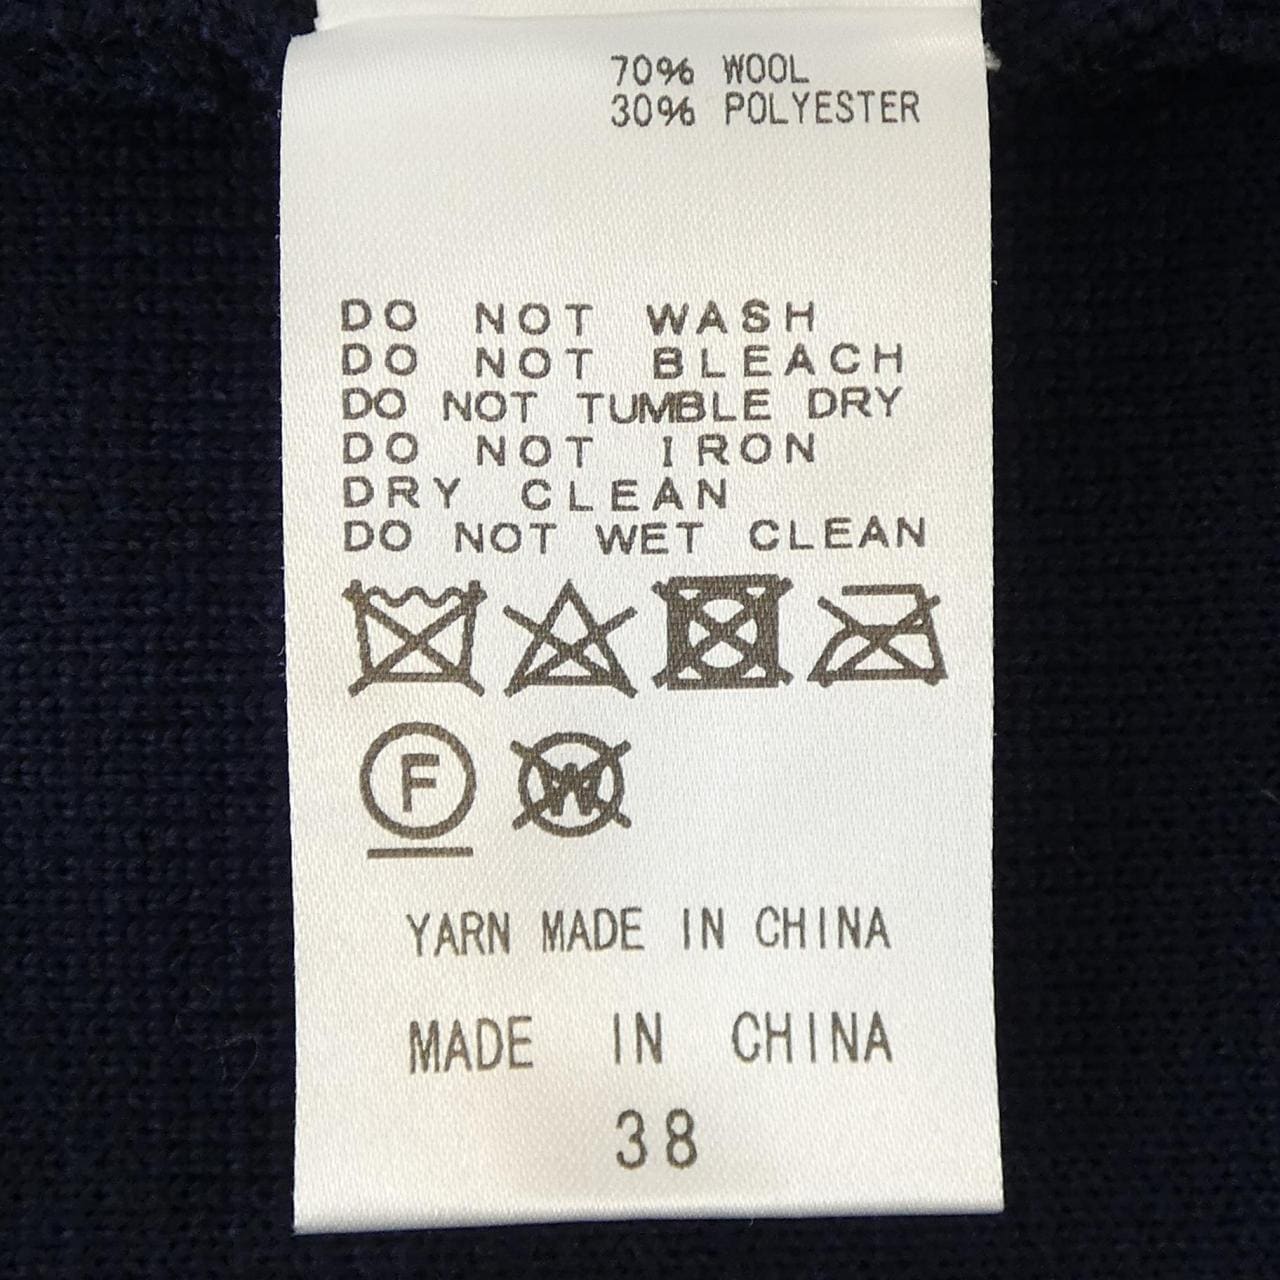 70% WOOL
30% POLYESTER
DO NOT WASH
DO NOT BLEACH
DO NOT TUMBLE DRY
DO NOT IRON
DRY CLEAN
DO NOT WET CLEAN
F W
YARN MADE IN CHINA
MADE IN CHINA
38